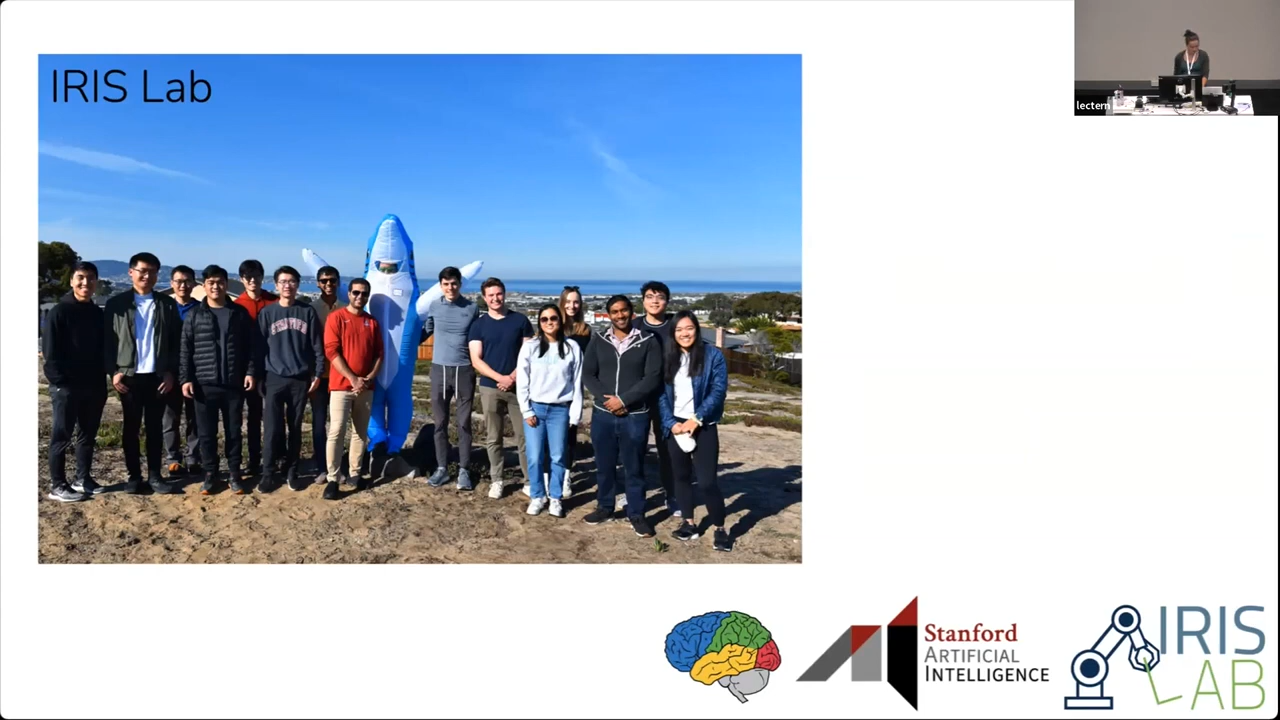 IRIS Lab
lectern
STANFORD
Stanford
ARTIFICIAL
INTELLIGENCE
IRIS
LAB